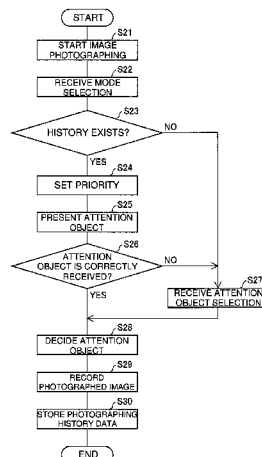 START
S21
START IMAGE
PHOTOGRAPHING
S22
RECEIVE MODE
SELECTION
S23
HISTORY EXISTS?
NO
YES
S24
SET PRIORITY
S25
PRESENT ATTENTION
OBJECT
S26
ATTENTION
OBJECT IS CORRECTLY
RECEIVED?
NO
YES
S27
RECEIVE ATTENTION
OBJECT SELECTION
S28
DECIDE ATTENTION
OBJECT
S29
RECORD
PHOTOGRAPHED IMAGE
S30
STORE PHOTOGRAPHING
HISTORY DATA
END